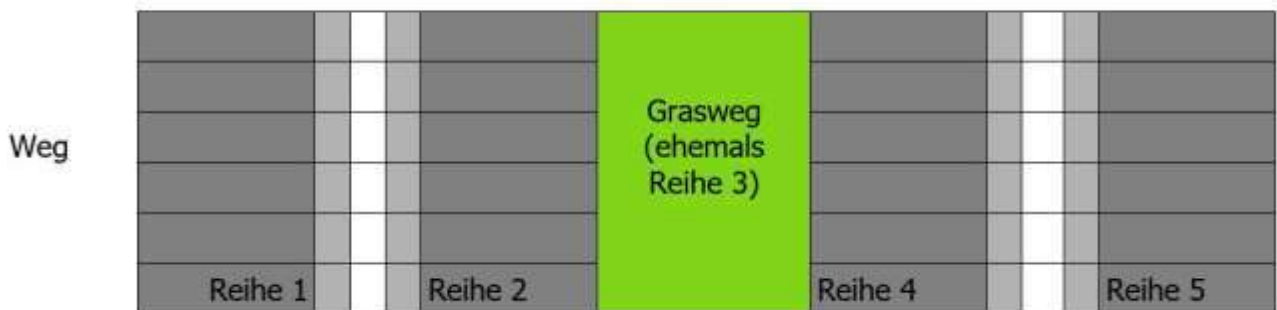 Weg
Grasweg
(ehemals
Reihe 3)
Reihe 1
Reihe 2
Reihe 4
Reihe 5